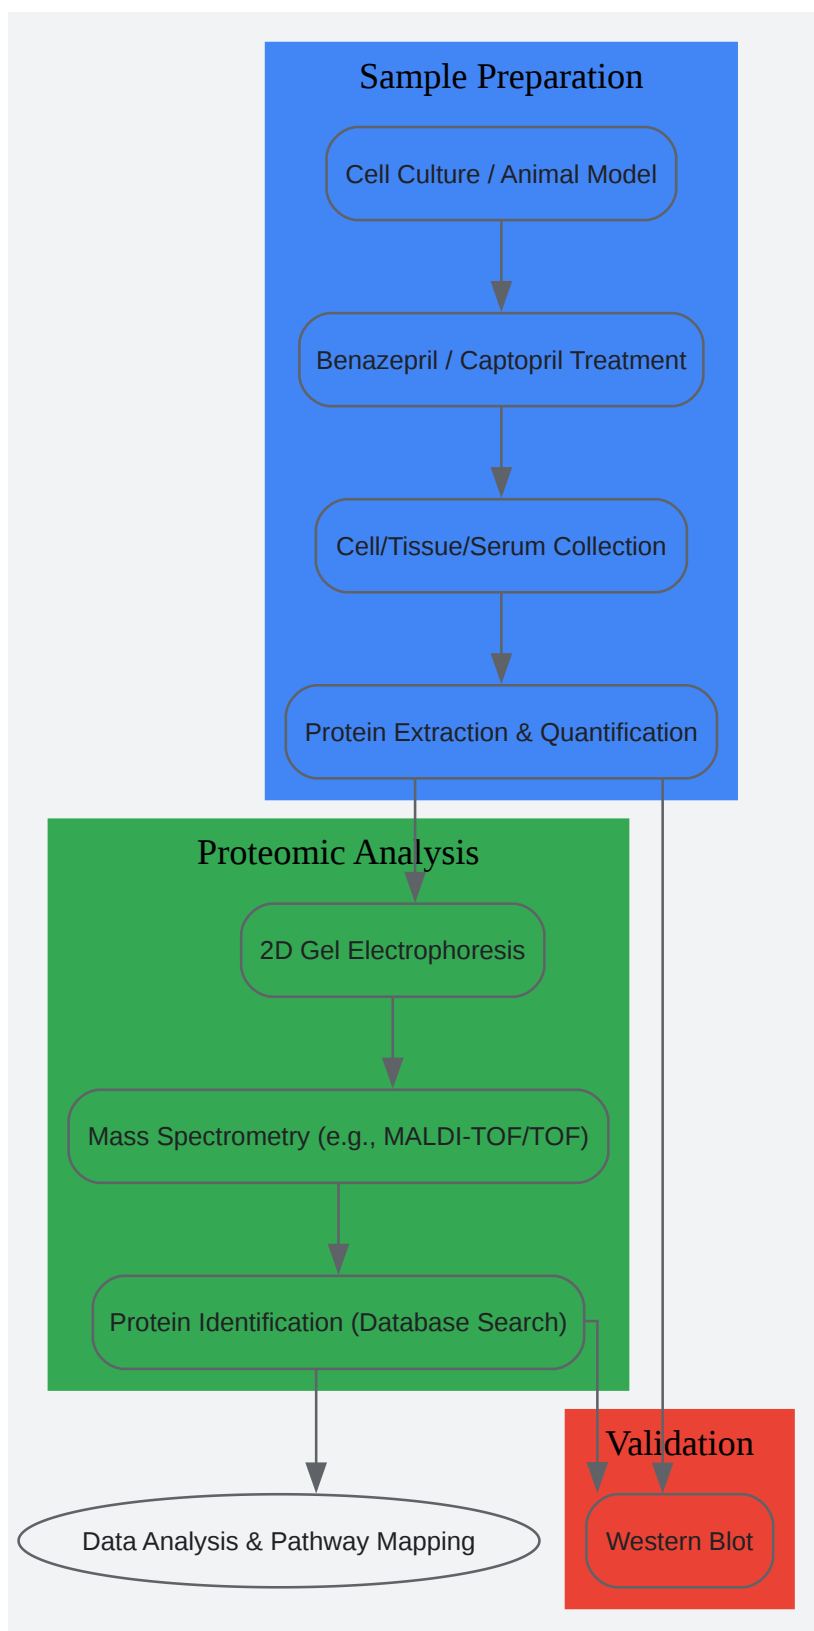 Sample Preparation
Cell Culture / Animal Model
Benazepril / Captopril Treatment
Cell/Tissue/Serum Collection
Protein Extraction & Quantification
Proteomic Analysis
2D Gel Electrophoresis
Mass Spectrometry (e.g., MALDI-TOF/TOF)
Protein Identification (Database Search)
Validation
Data Analysis & Pathway Mapping
Western Blot